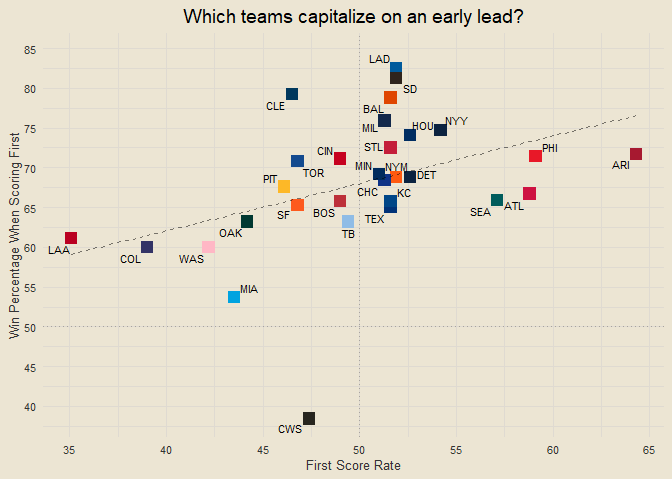 Which teams capitalize on an early lead?
Win Percentage When Scoring First
85
80
75
70
65
60
55
50
45
40
LAD
SD
BAL
CLE
MIL
HOU
NYY
STL
PHI
ARI
CIN
TOR
MIN
NYM
DET
PIT
CHC
KC
SEA
ATL
SF
BOS
TEX
OAK
TB
LAA
COL
WAS
MIA
CWS
35
40
45
50
55
60
65
First Score Rate